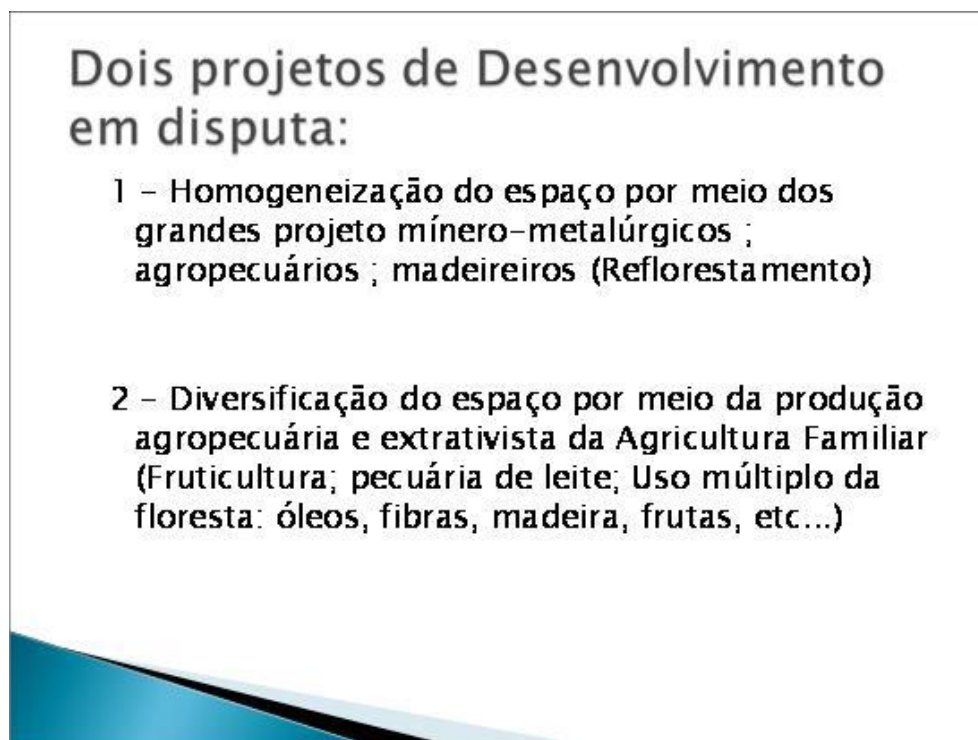 Dois projetos de Desenvolvimento
em disputa:
1 – Homogeneização do espaço por meio dos
grandes projeto mínero-metalúrgicos ;
agropecuários ; madeireiros (Reflorestamento)
2 – Diversificação do espaço por meio da produção
agropecuária e extrativista da Agricultura Familiar
(Fruticultura; pecuária de leite; Uso múltiplo da
floresta: óleos, fibras, madeira, frutas, etc...)